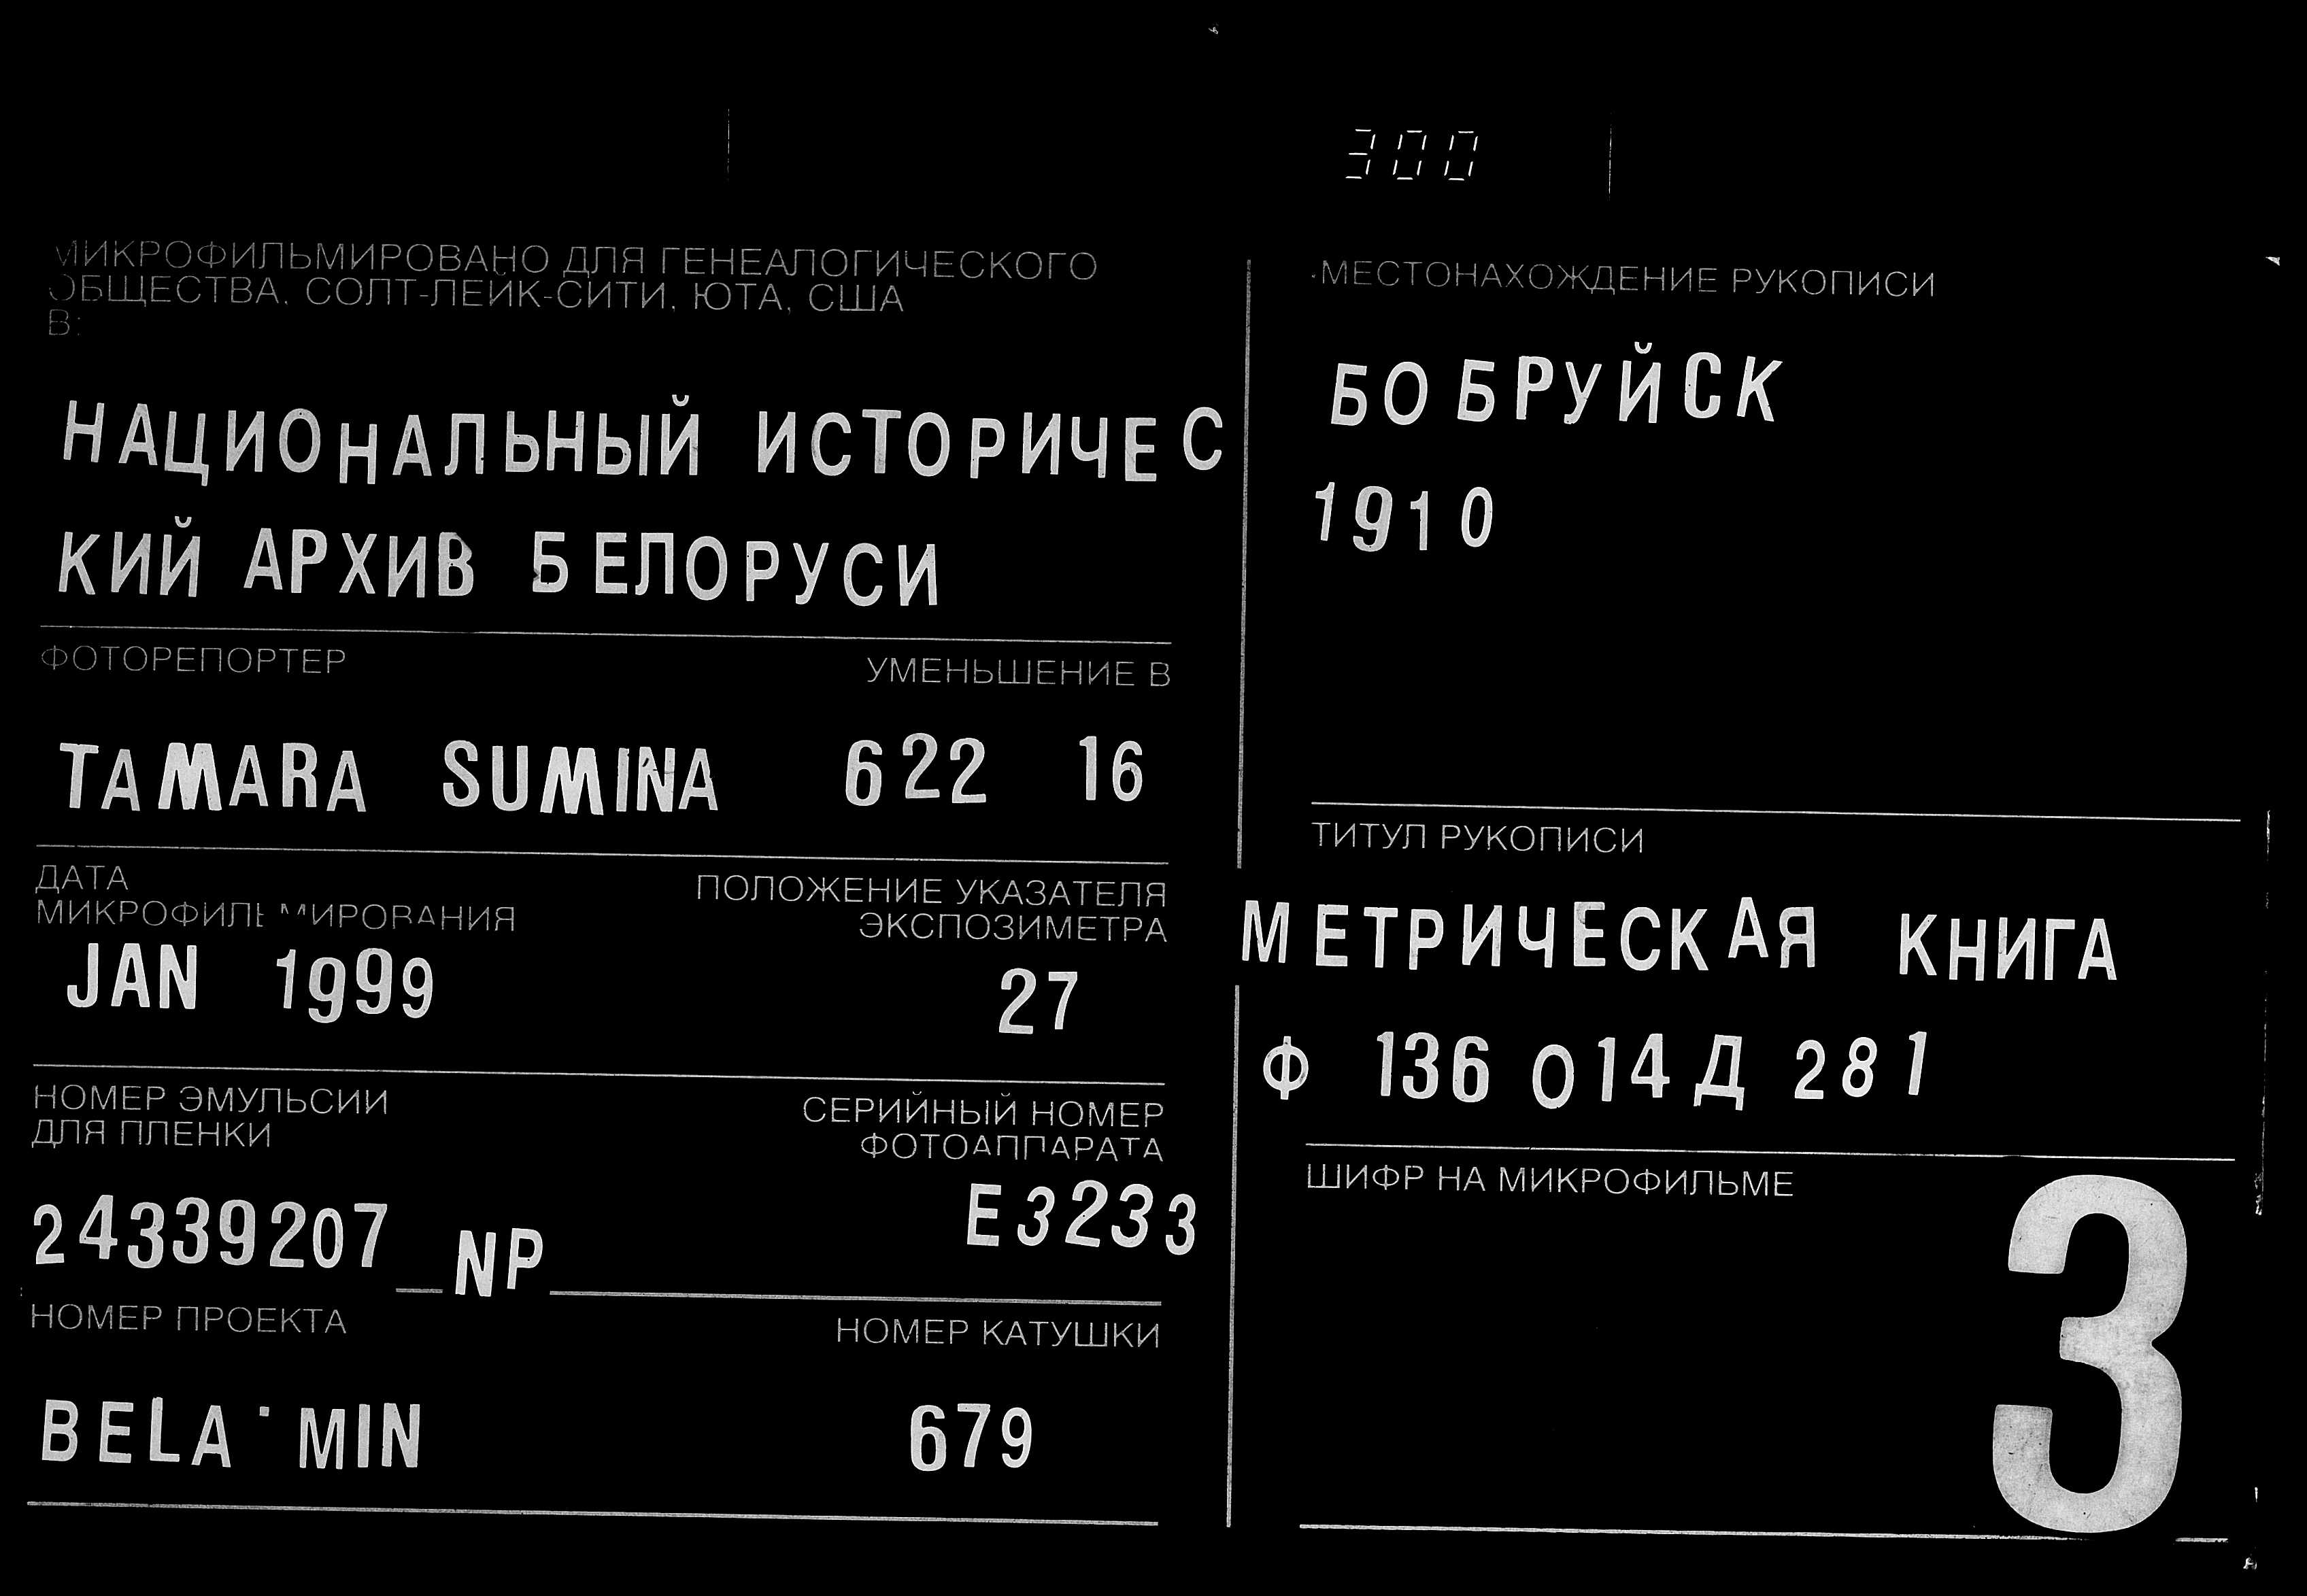 300
МИКРОФИЛЬМИРОВАНО ДЛЯ ГЕНЕАЛОГИЧЕСКОГО
ОБЩЕСТВА, СОЛТ-ЛЕЙК-СИТИ, ЮТА, США
В:
НАЦИОНАЛЬНЫЙ ИСТОРИЧЕС
КИЙ АРХИВ БЕЛОРУСИ
ФОТОРЕПОРТЕР УМЕНЬШЕНИЕ В
TAMARA SUMINA 622 16
ДАТА
МИКРОФИЛЬМИРОВАНИЯ
ПОЛОЖЕНИЕ УКАЗАТЕЛЯ
ЭКСПОЗИМЕТРА
JAN 1999 27
НОМЕР ЭМУЛЬСИИ
ДЛЯ ПЛЕНКИ
СЕРИЙНЫЙ НОМЕР
ФОТОАППАРАТА
24339207 NP E3233
НОМЕР ПРОЕКТА НОМЕР КАТУШКИ
BELA·MIN 679
МЕСТОНАХОЖДЕНИЕ РУКОПИСИ
БОБРУЙСК
1910
ТИТУЛ РУКОПИСИ
МЕТРИЧЕСКАЯ КНИГА
Ф 136 О14Д 281
ШИФР НА МИКРОФИЛЬМЕ
3